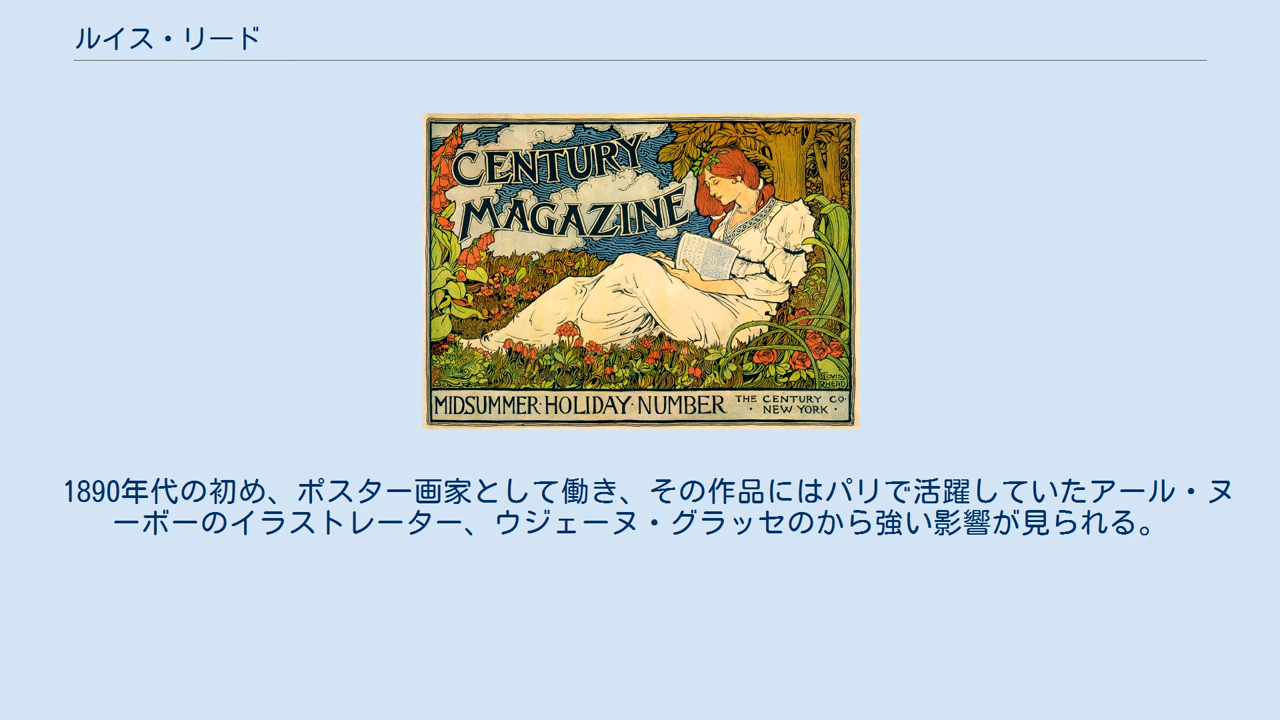 ルイス・リード
CENTURY
MAGAZINE
LOUIS
RHEAD
MIDSUMMER·HOLIDAY·NUMBER
THE CENTURY CO·
· NEW YORK ·
1890年代の初め、ポスター画家として働き、その作品にはパリで活躍していたアール・ヌ
ーボーのイラストレーター、ウジェーヌ・グラッセのから強い影響が見られる。